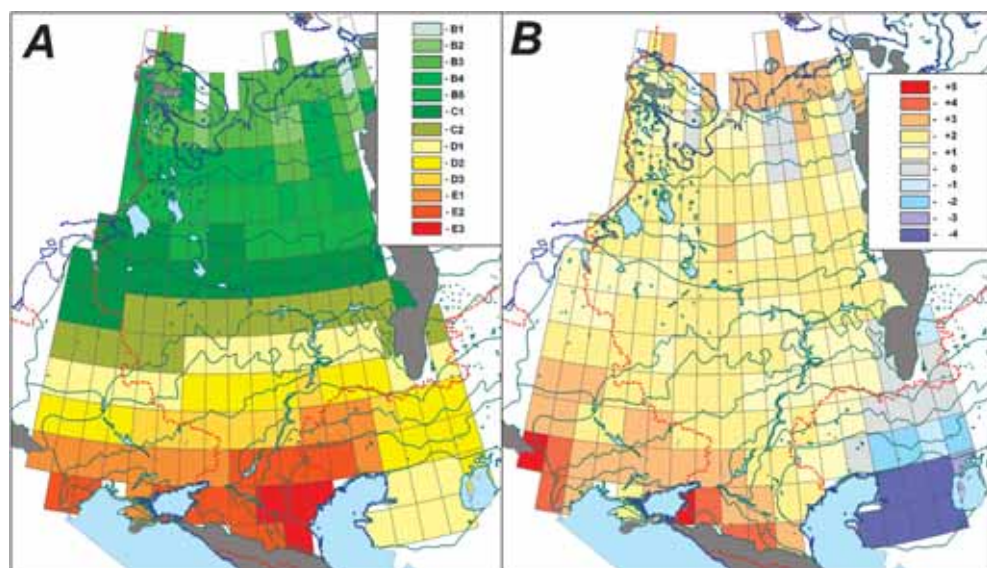 A
- B1
- B2
- B3
- B4
- B5
- C1
- C2
- D1
- D2
- D3
- E1
- E2
- E3
B
- +5
- +4
- +3
- +2
- +1
- 0
- -1
- -2
- -3
- -4